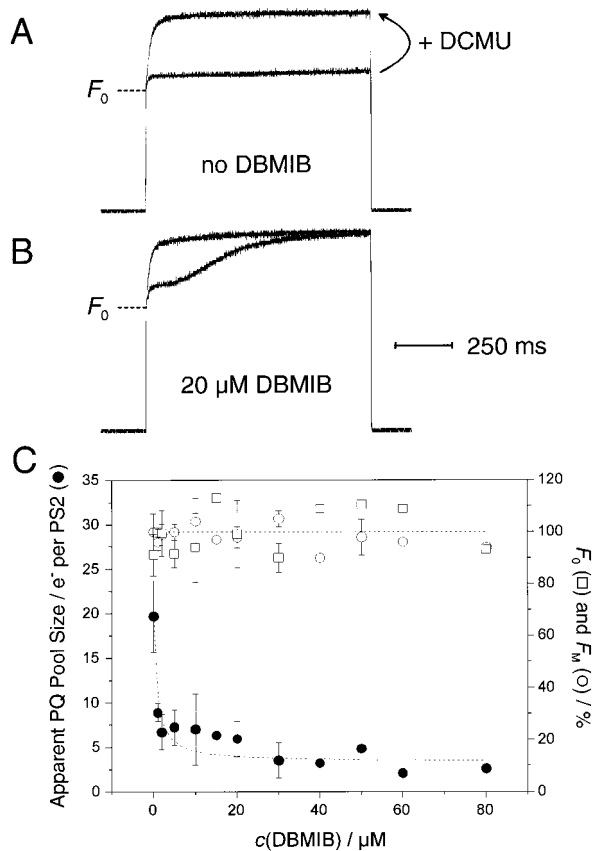 A
+ DCMU
F₀
no DBMIB
B
F₀
250 ms
20 µM DBMIB
C
Apparent PQ Pool Size / e⁻ per PS2 (●)
35
30
25
20
15
10
5
0
120
100
80
60
40
20
0
F₀ (□) and F_M (○) / %
0
20
40
60
80
c(DBMIB) / µM